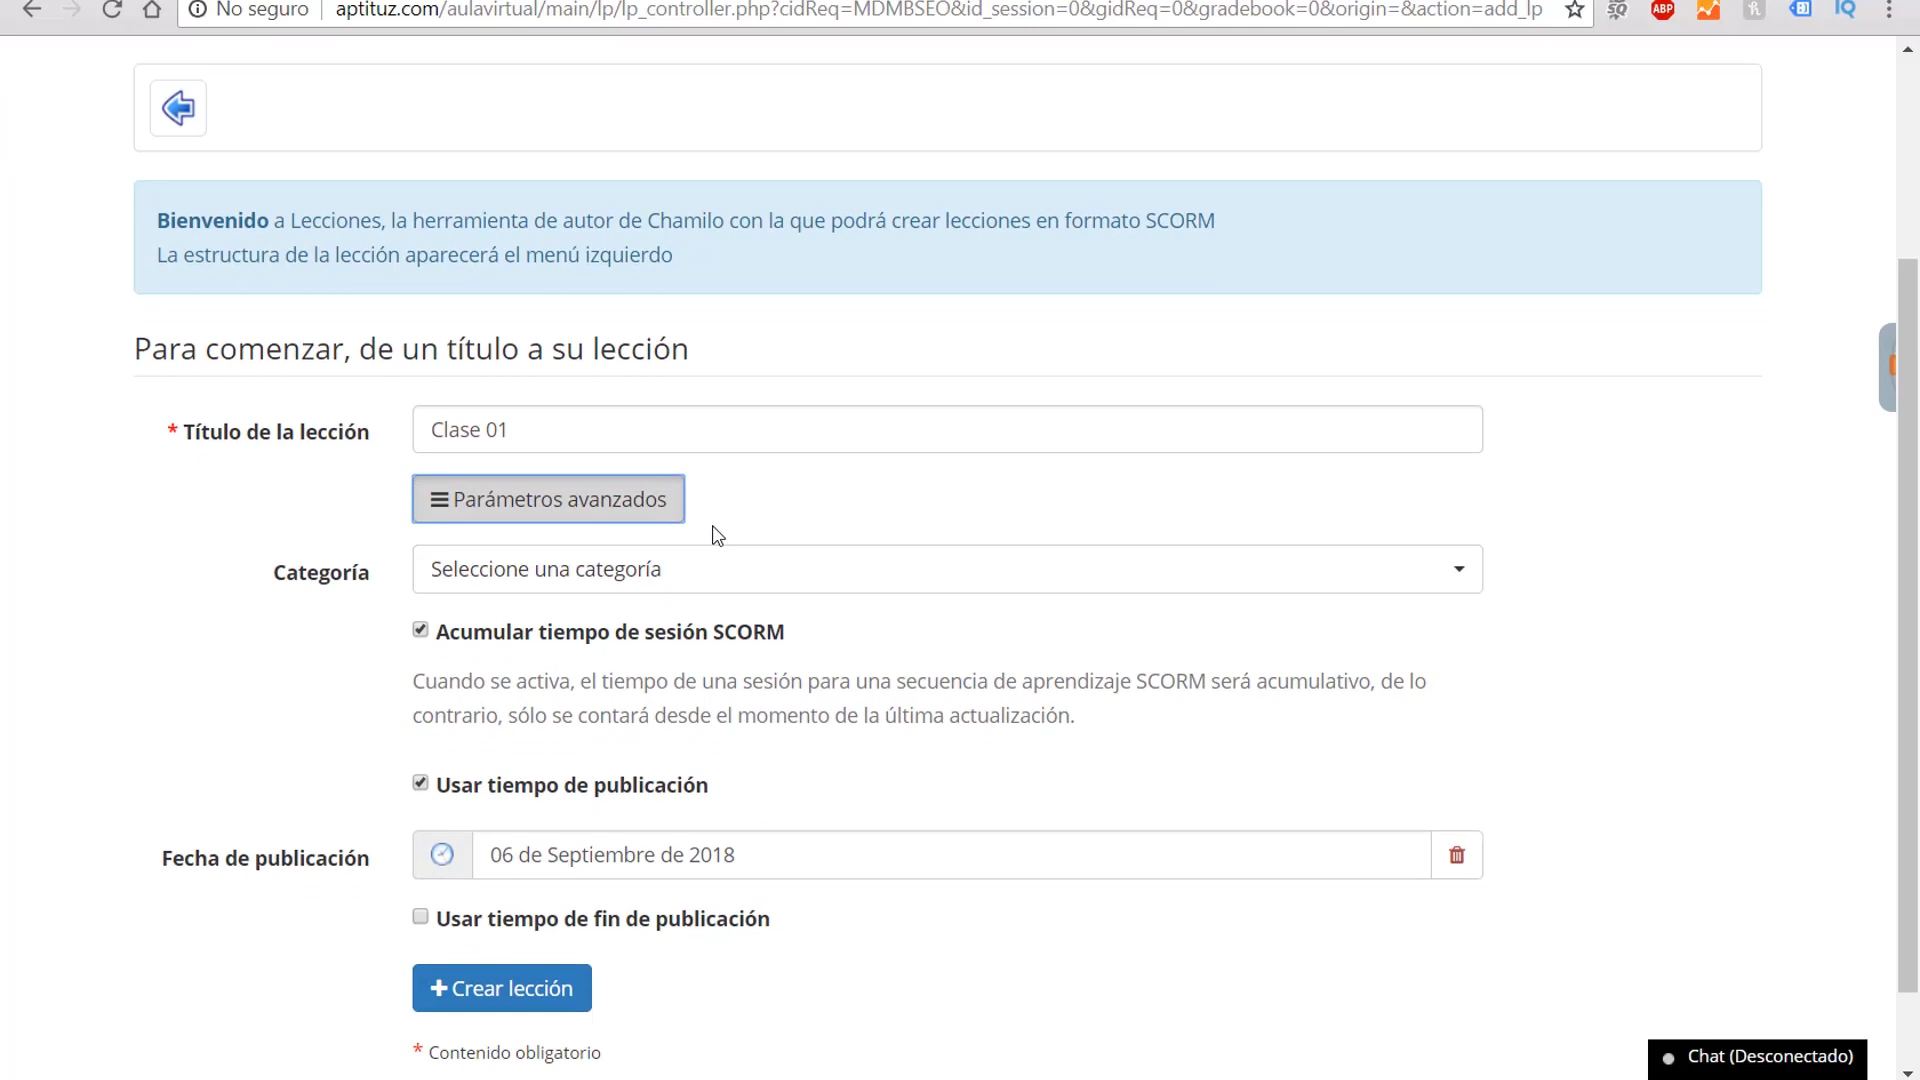 No seguro
aptituz.com/aulavirtual/main/lp/lp_controller.php?cidReq=MDMBSEO&id_session=0&gidReq=0&gradebook=0&origin=&action=add_lp
ABP
Bienvenido a Lecciones, la herramienta de autor de Chamilo con la que podrá crear lecciones en formato SCORM
La estructura de la lección aparecerá el menú izquierdo
Para comenzar, de un título a su lección
* Título de la lección
Clase 01
Parámetros avanzados
Categoría
Seleccione una categoría
Acumular tiempo de sesión SCORM
Cuando se activa, el tiempo de una sesión para una secuencia de aprendizaje SCORM será acumulativo, de lo
contrario, sólo se contará desde el momento de la última actualización.
Usar tiempo de publicación
Fecha de publicación
06 de Septiembre de 2018
Usar tiempo de fin de publicación
Crear lección
* Contenido obligatorio
Chat (Desconectado)